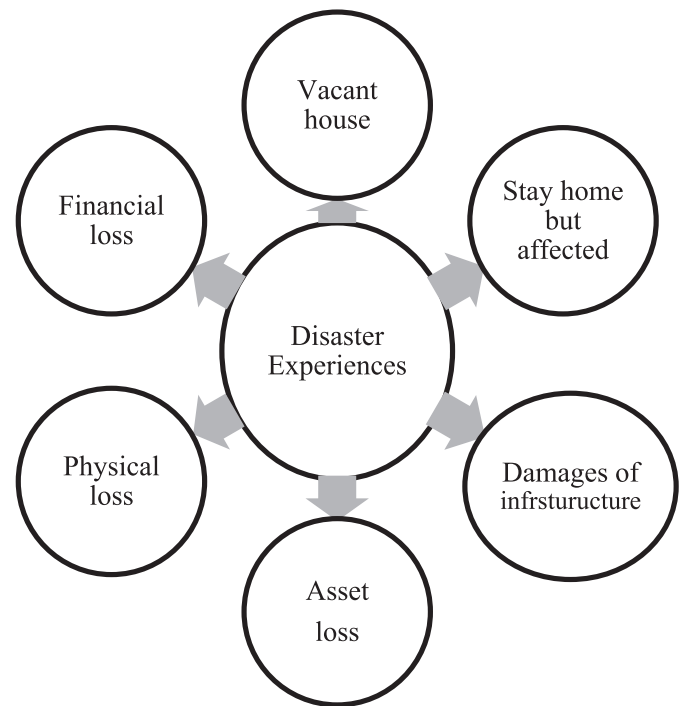 Vacant
house
Stay home
but
affected
Financial
loss
Disaster
Experiences
Physical
loss
Damages of
infrsturucture
Asset
loss